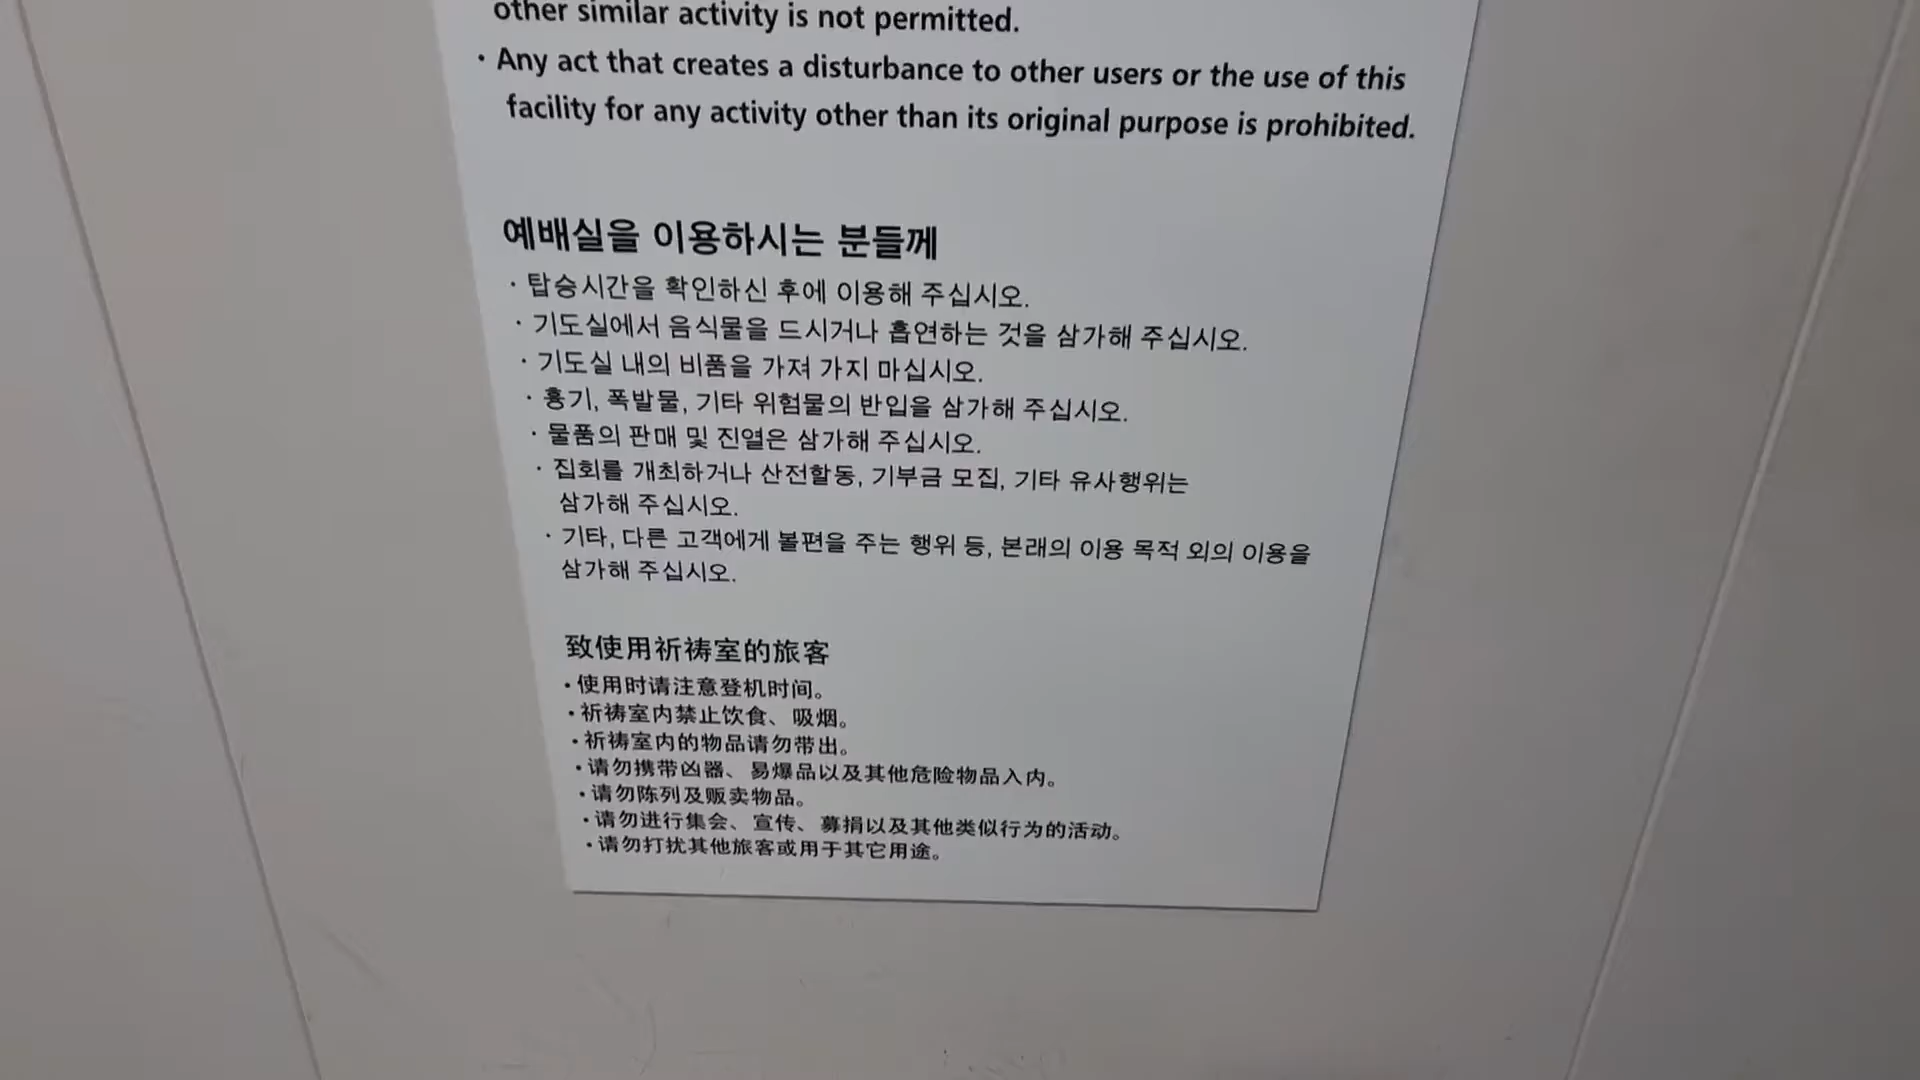 other similar activity is not permitted.
· Any act that creates a disturbance to other users or the use of this
facility for any activity other than its original purpose is prohibited.
예배실을 이용하시는 분들께
· 탑승시간을 확인하신 후에 이용해 주십시오.
· 기도실에서 음식물을 드시거나 흡연하는 것을 삼가해 주십시오.
· 기도실 내의 비품을 가져 가지 마십시오.
· 흉기, 폭발물, 기타 위험물의 반입을 삼가해 주십시오.
· 물품의 판매 및 진열은 삼가해 주십시오.
· 집회를 개최하거나 산전할동, 기부금 모집, 기타 유사행위는
삼가해 주십시오.
· 기타, 다른 고객에게 볼편을 주는 행위 등, 본래의 이용 목적 외의 이용을
삼가해 주십시오.
致使用祈祷室的旅客
·使用时请注意登机时间。
·祈祷室内禁止饮食、吸烟。
·祈祷室内的物品请勿带出。
·请勿携带凶器、易爆品以及其他危险物品入内。
·请勿陈列及贩卖物品。
·请勿进行集会、宣传、募捐以及其他类似行为的活动。
·请勿打扰其他旅客或用于其它用途。